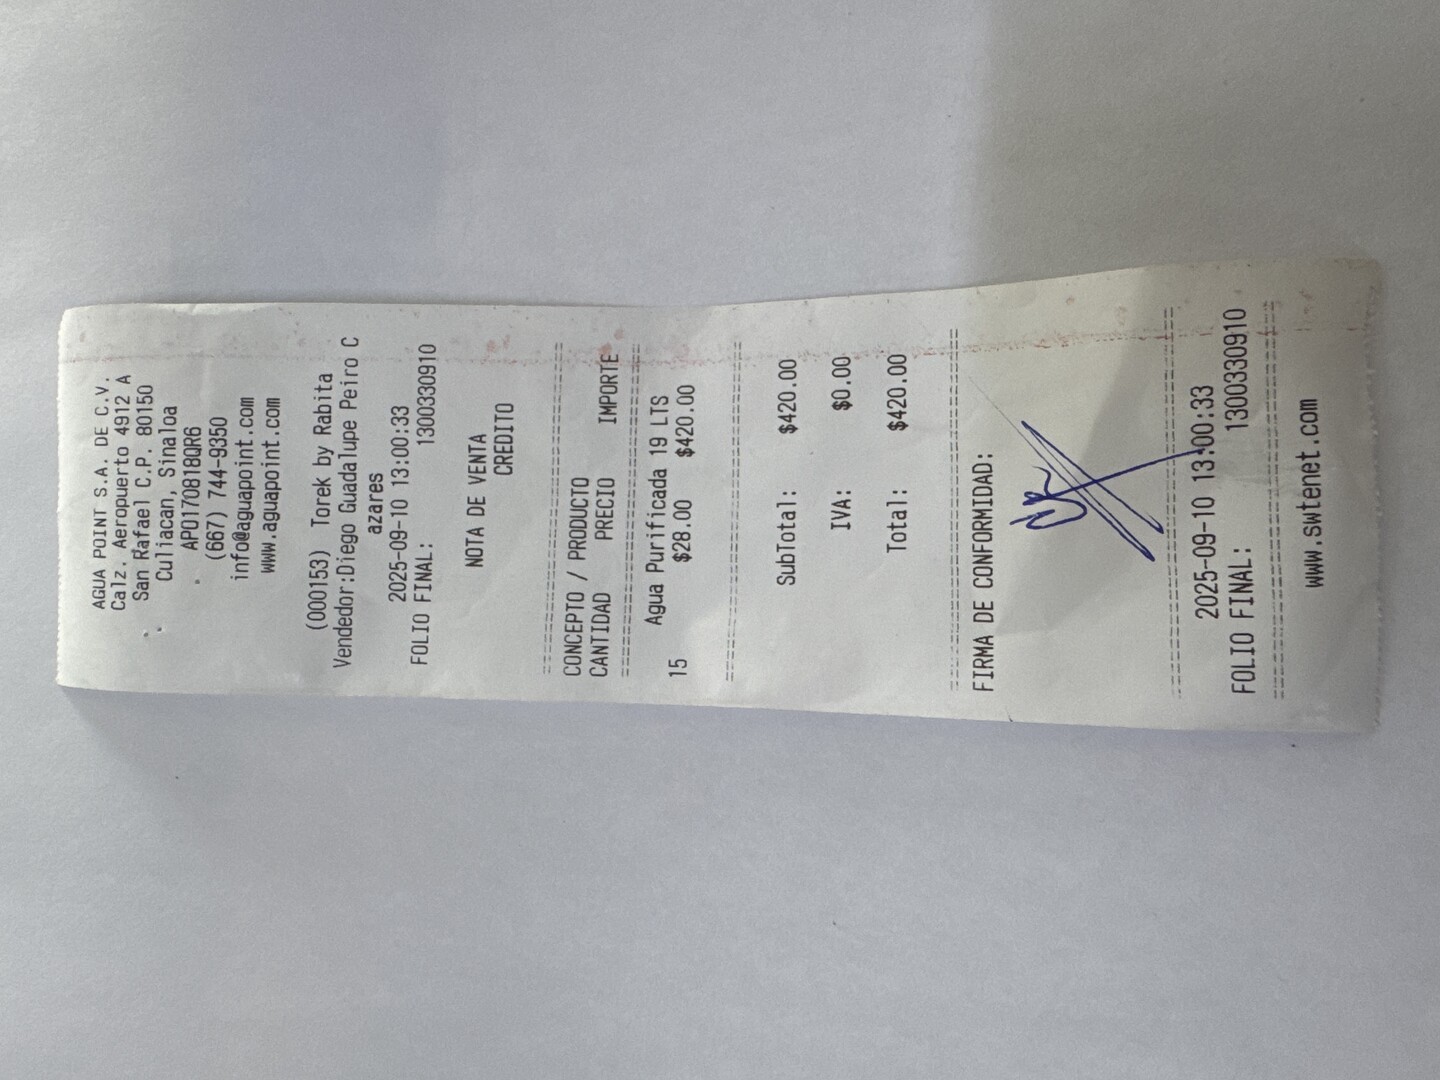 AGUA POINT S.A. DE C.V.
Calz. Aeropuerto 4912 A
San Rafael C.P. 80150
Culiacan, Sinaloa
APO170818QR6
(667) 744-9350
info@aguapoint.com
www.aguapoint.com
(000153) Torek by Rabita
Vendedor:Diego Guadalupe Peiro C
azares
2025-09-10 13:00:33
FOLIO FINAL: 1300330910
NOTA DE VENTA
CREDITO
================================
CONCEPTO / PRODUCTO
CANTIDAD PRECIO IMPORTE
================================
Agua Purificada 19 LTS
15 $28.00 $420.00
================================
SubTotal: $420.00
IVA: $0.00
Total: $420.00
================================
FIRMA DE CONFORMIDAD:
================================
2025-09-10 13:00:33
FOLIO FINAL: 1300330910
================================
www.swtenet.com